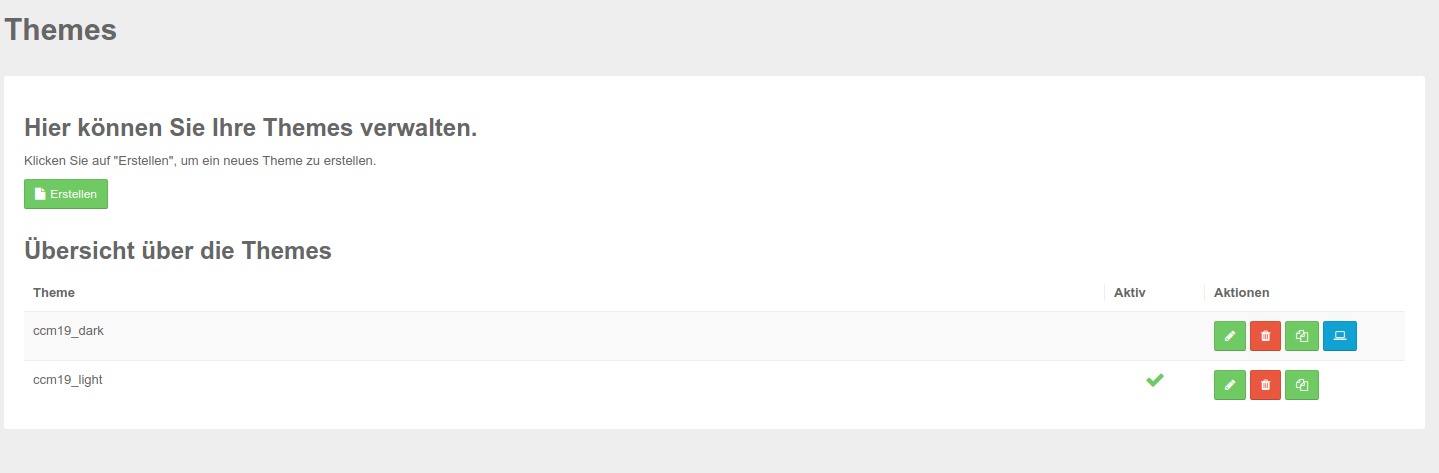 Themes
Hier können Sie Ihre Themes verwalten.
Klicken Sie auf "Erstellen", um ein neues Theme zu erstellen.
Erstellen
Übersicht über die Themes
Theme Aktiv Aktionen
ccm19_dark
ccm19_light